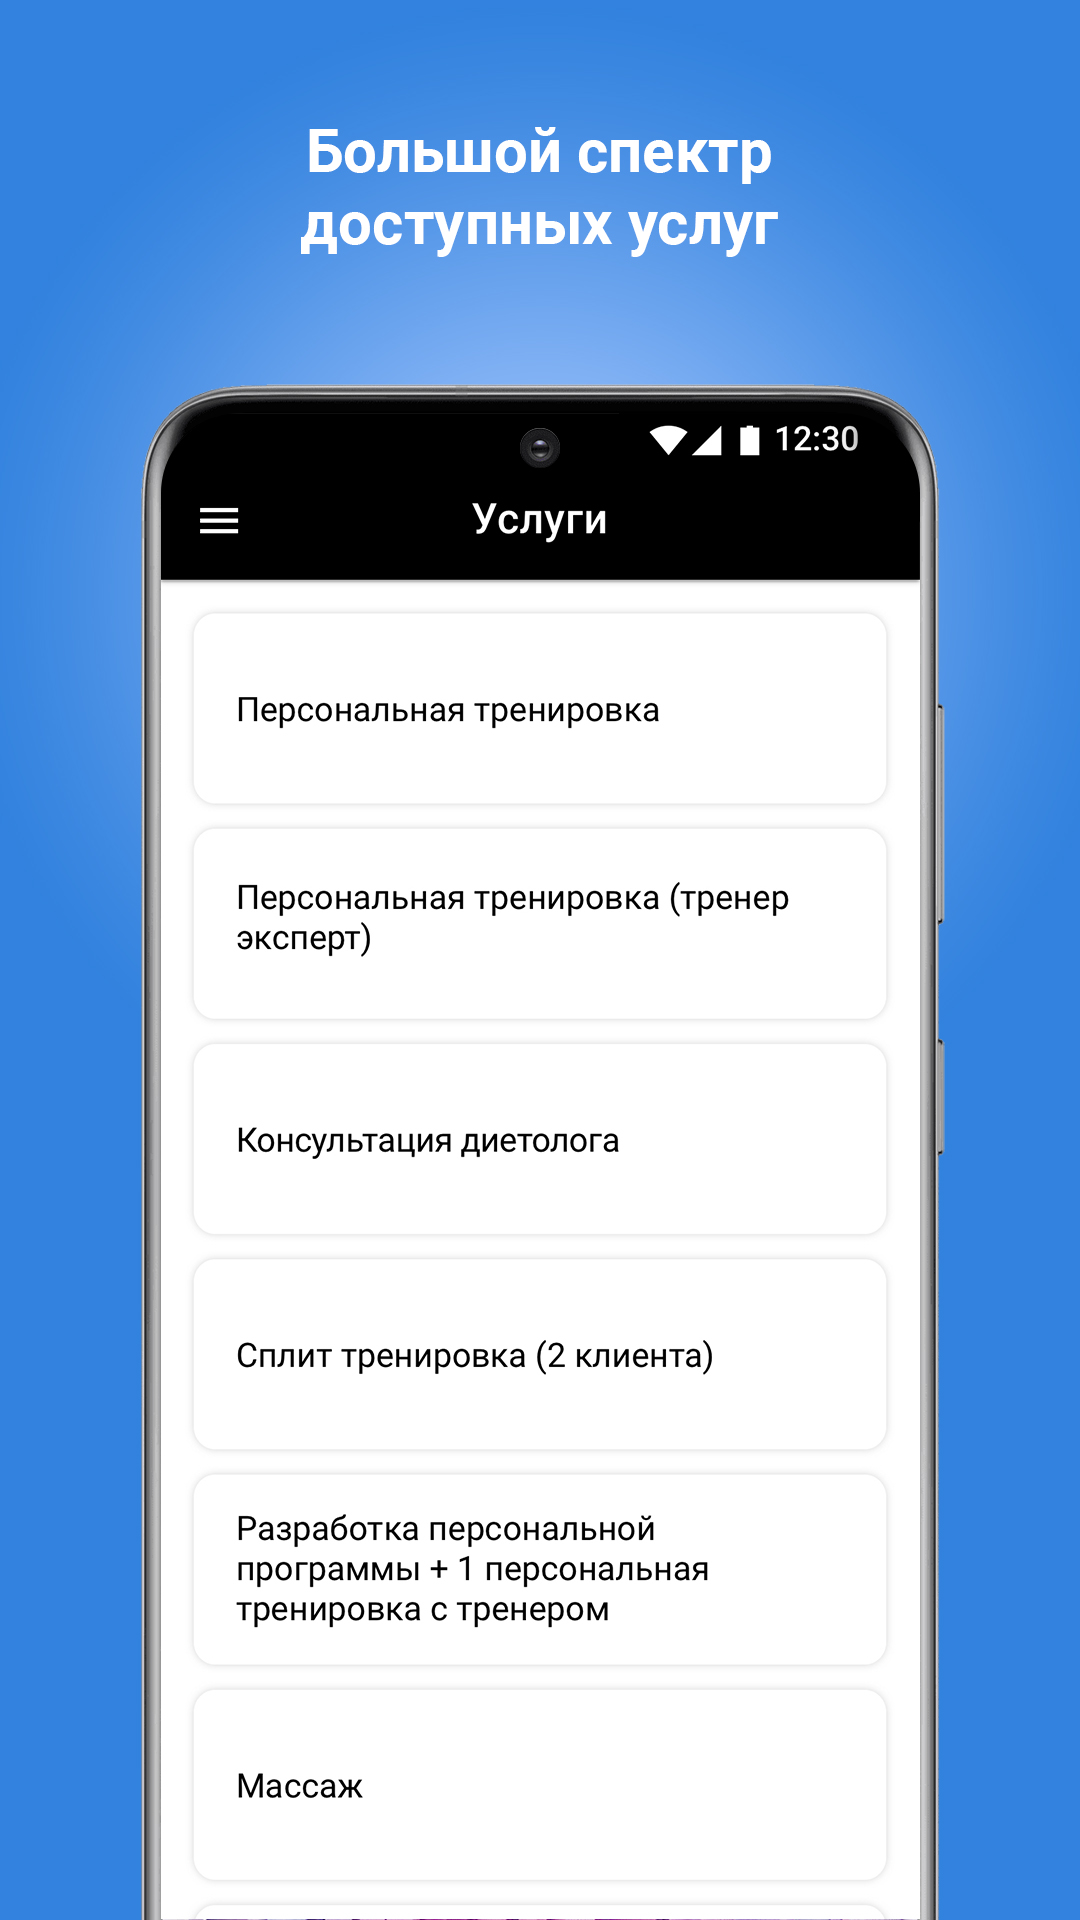 Большой спектр
доступных услуг
12:30
Услуги
Персональная тренировка
Персональная тренировка (тренер
эксперт)
Консультация диетолога
Сплит тренировка (2 клиента)
Разработка персональной
программы + 1 персональная
тренировка с тренером
Массаж